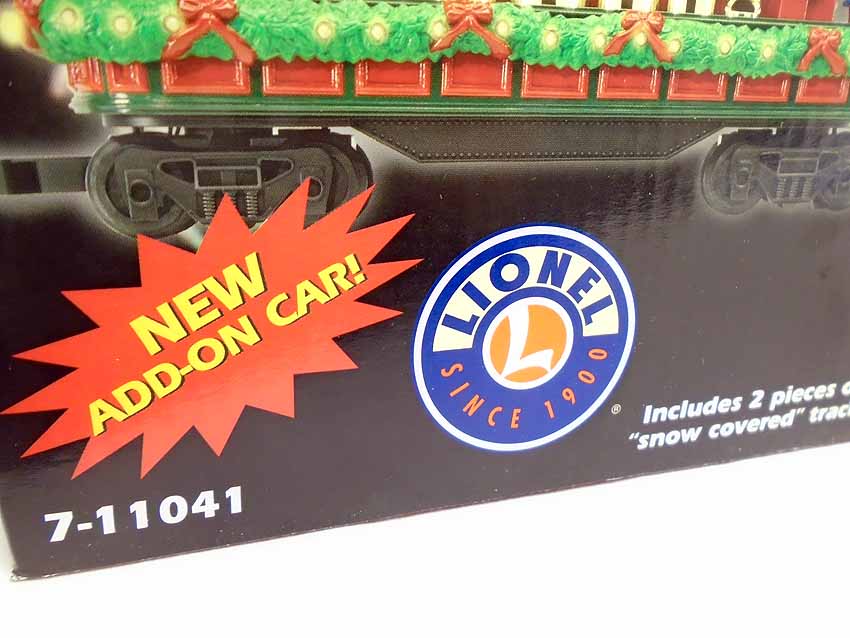 NEW
ADD-ON CAR!
LIONEL
L
SINCE 1900
®
Includes 2 pieces
"snow covered"
7-11041